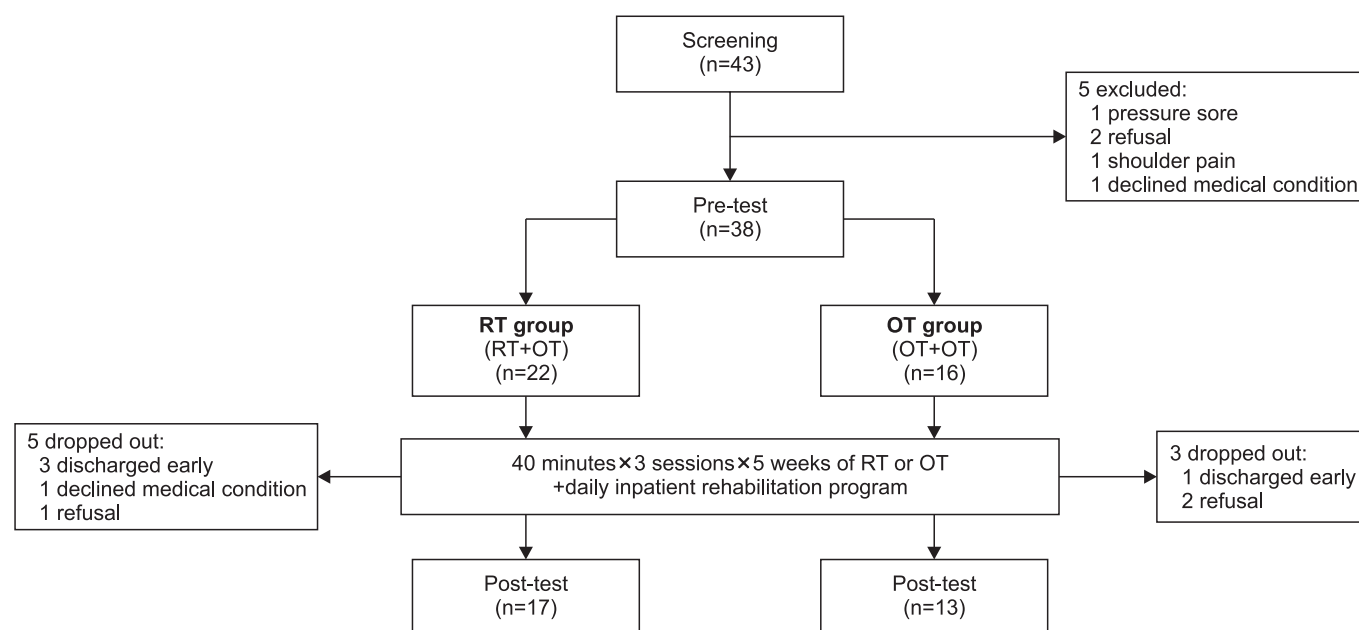 Screening
(n=43)
5 excluded:
1 pressure sore
2 refusal
1 shoulder pain
1 declined medical condition
Pre-test
(n=38)
RT group
(RT+OT)
(n=22)
OT group
(OT+OT)
(n=16)
5 dropped out:
3 discharged early
1 declined medical condition
1 refusal
40 minutes×3 sessions×5 weeks of RT or OT
+daily inpatient rehabilitation program
3 dropped out:
1 discharged early
2 refusal
Post-test
(n=17)
Post-test
(n=13)